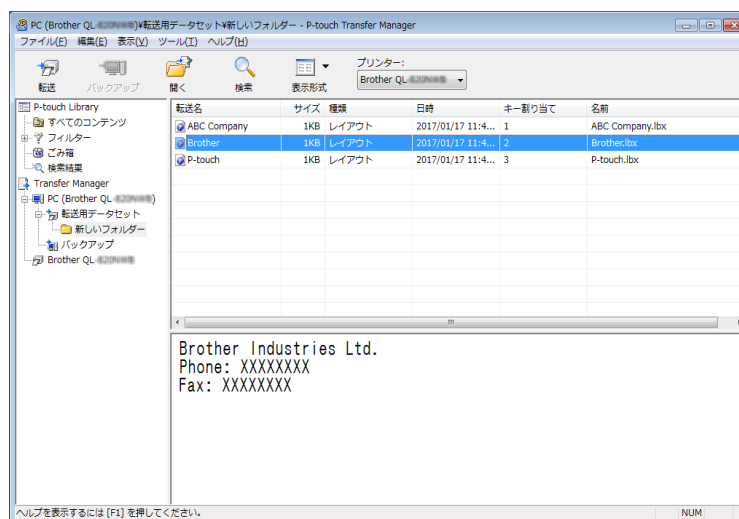 PC (Brother QL-)¥転送用データセット¥新しいフォルダー - P-touch Transfer Manager
ファイル(F) 編集(E) 表示(V) ツール(T) ヘルプ(H)
転送 バックアップ 開く 検索 表示形式
プリンター:
Brother QL-
P-touch Library
すべてのコンテンツ
フィルター
ごみ箱
検索結果
Transfer Manager
PC (Brother QL-)
転送用データセット
新しいフォルダー
バックアップ
Brother QL-
転送名 サイズ 種類 日時 キー割り当て 名前
ABC Company 1KB レイアウト 2017/01/17 11:4... 1 ABC Company.lbx
Brother 1KB レイアウト 2017/01/17 11:4... 2 Brother.lbx
P-touch 1KB レイアウト 2017/01/17 11:4... 3 P-touch.lbx
Brother Industries Ltd.
Phone: XXXXXXXX
Fax: XXXXXXXX
ヘルプを表示するには [F1] を押してください。 NUM